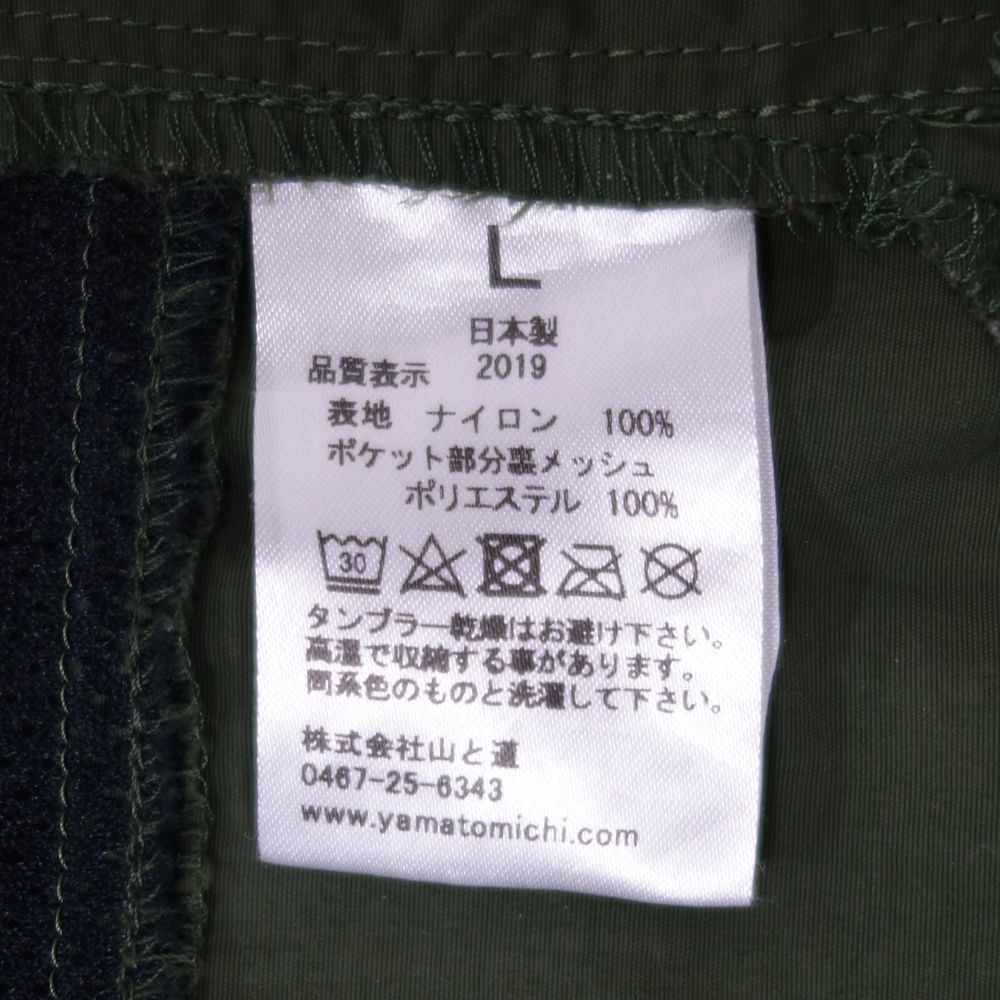 L
日本製
品質表示 2019
表地 ナイロン 100%
ポケット部分裏メッシュ
ポリエステル 100%
30
タンブラー乾燥はお避け下さい。
高温で収縮する事があります。
同系色のものと洗濯して下さい。
株式会社山と道
0467-25-6343
www.yamatomichi.com